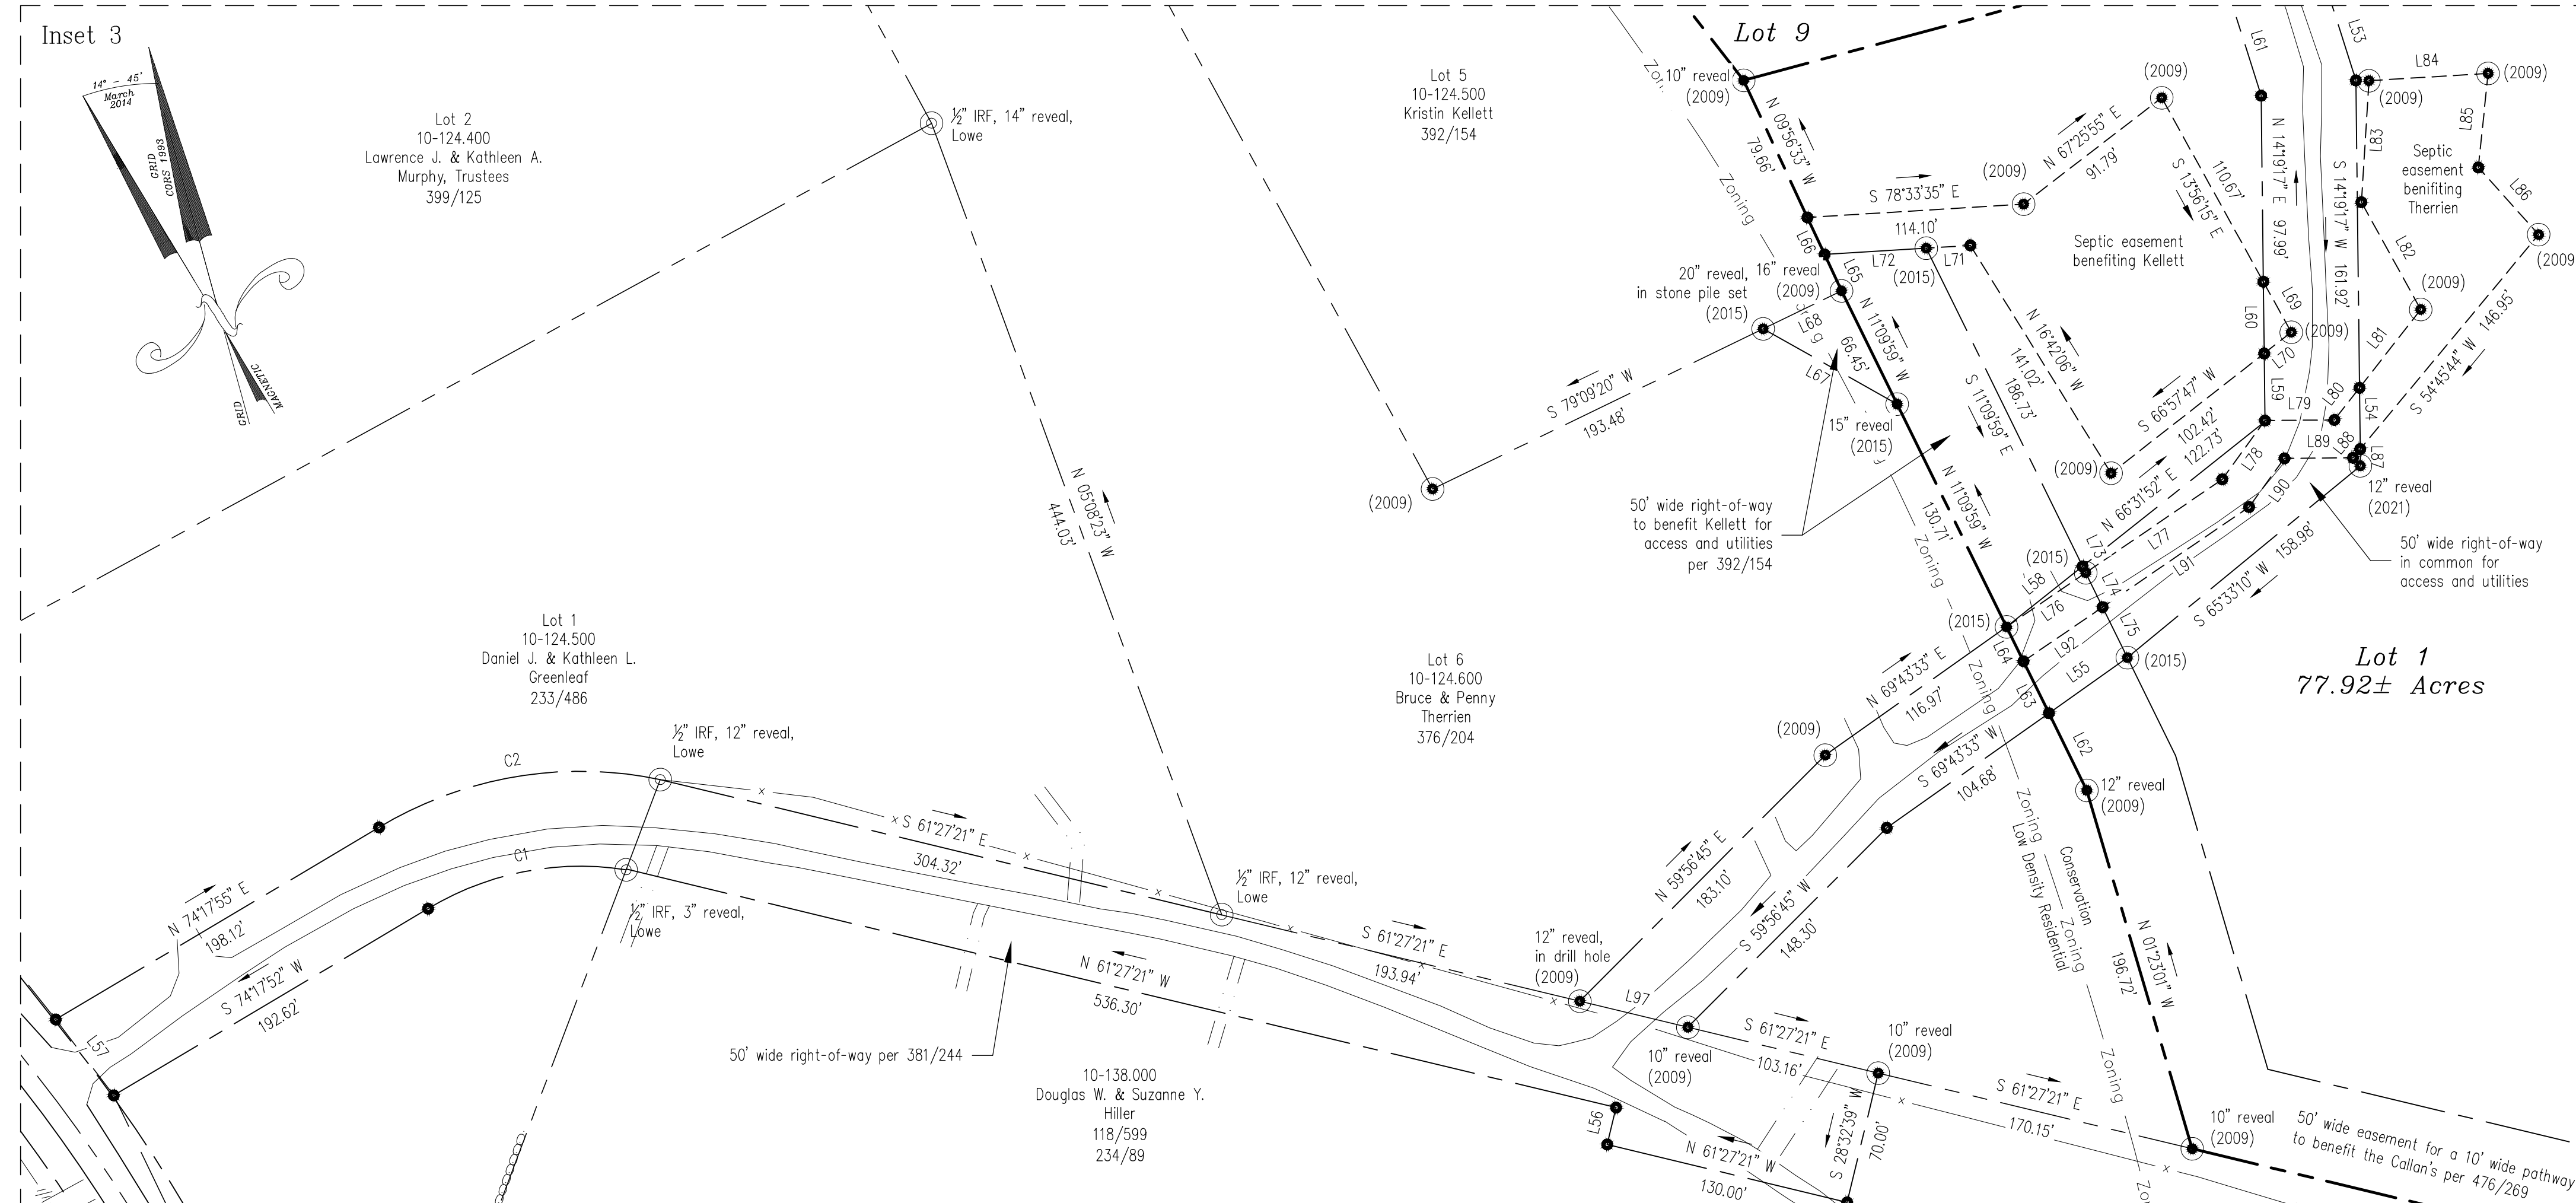 Inset 3
14° - 45'
March
2014
GRID
CORS 1993
GRID
MAGNETIC
Lot 2
10-124.400
Lawrence J. & Kathleen A.
Murphy, Trustees
399/125
½" IRF, 14" reveal,
Lowe
Lot 5
10-124.500
Kristin Kellett
392/154
Lot 9
10" reveal
(2009)
Zoning
N 09°56'33" W
79.66'
S 78°33'35" E
114.10'
(2009)
N 67°25'55" E
91.79'
(2009)
S 13°56'15" E
110.67'
L61
N 14°19'17" E 97.99'
L53
S 14°19'17" W 161.92'
L84
(2009)
(2009)
L83
L85
Septic
easement
benifiting
Therrien
L86
L82
(2009
(2009)
Septic easement
benefiting Kellett
L66
L72
L71
(2015)
L65
16" reveal
(2009)
20" reveal,
in stone pile set
(2015)
L68
L67
66.45'
N 11°09'59" W
L60
L69
(2009)
L70
L59
L81
146.95'
S 54°45'44" W
L80
L79
L54
L89
L88
L87
12" reveal
(2021)
N 16°42'06" W
141.02'
186.73'
S 11°09'59" E
S 66°57'47" W
102.42'
122.73'
N 66°31'52" E
(2009)
L78
L90
L77
L91
158.98'
S 65°33'10" W
50' wide right-of-way
in common for
access and utilities
S 79°09'20" W
193.48'
(2009)
15" reveal
(2015)
50' wide right-of-way
to benefit Kellett for
access and utilities
per 392/154
Zoning
N 11°09'59" W
130.71'
N 05°08'23" W
444.03'
(2015)
L73
L58
L74
L76
(2015)
L64
L92
L75
L55
(2015)
L63
L62
Lot 1
77.92± Acres
Lot 1
10-124.500
Daniel J. & Kathleen L.
Greenleaf
233/486
Lot 6
10-124.600
Bruce & Penny
Therrien
376/204
N 69°43'33" E
116.97'
Zoning
(2009)
S 69°43'33" W
104.68'
12" reveal
(2009)
½" IRF, 12" reveal,
Lowe
C2
C1
S 61°27'21" E
304.32'
½" IRF, 3" reveal,
Lowe
½" IRF, 12" reveal,
Lowe
N 74°17'55" E
198.12'
S 74°17'52" W
192.62'
L57
N 59°56'45" E
183.10'
S 59°56'45" W
148.30'
Zoning
Low Density Residential
Conservation
Zoning
N 01°23'01" W
196.72'
12" reveal,
in drill hole
(2009)
S 61°27'21" E
193.94'
N 61°27'21" W
536.30'
L97
50' wide right-of-way per 381/244
10" reveal
(2009)
S 61°27'21" E
103.16'
10" reveal
(2009)
S 61°27'21" E
170.15'
Zoning
10-138.000
Douglas W. & Suzanne Y.
Hiller
118/599
234/89
L56
N 61°27'21" W
130.00'
S 28°32'39" W
70.00'
10" reveal
(2009)
50' wide easement for a 10' wide pathway
to benefit the Callan's per 476/269